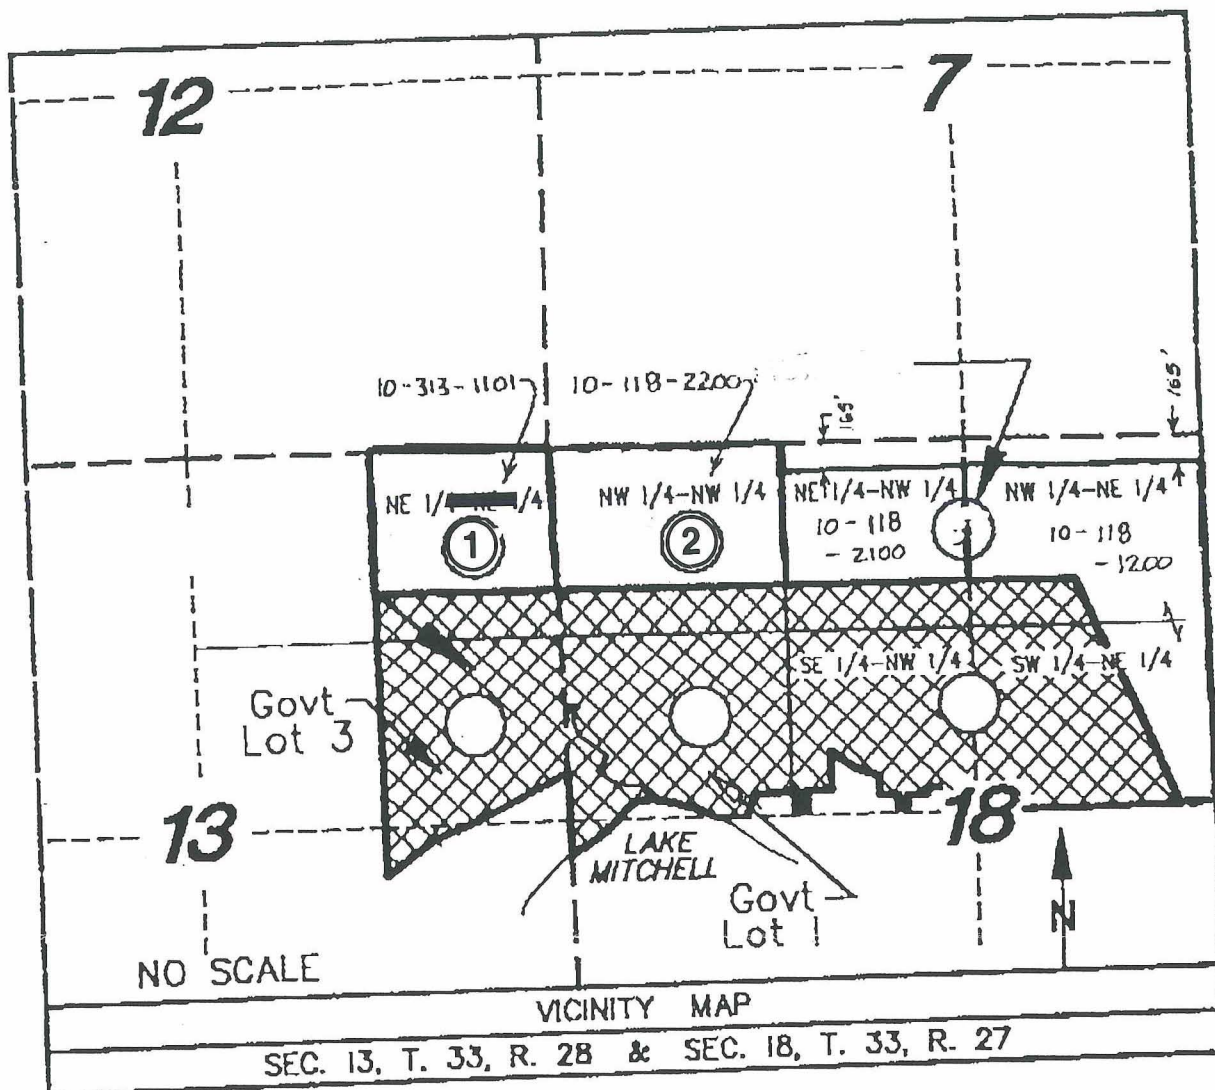 12
7
10-313-1101
10-118-2200
165'
165'
NE 1/4-NE 1/4
NW 1/4-NW 1/4
NE 1/4-NW 1/4
NW 1/4-NE 1/4
1
2
10-118
-2100
10-118
-1200
SE 1/4-NW 1/4
SW 1/4-NE 1/4
Govt
Lot 3
13
18
LAKE
MITCHELL
Govt
Lot 1
N
NO SCALE
VICINITY MAP
SEC. 13, T. 33, R. 28 & SEC. 18, T. 33, R. 27